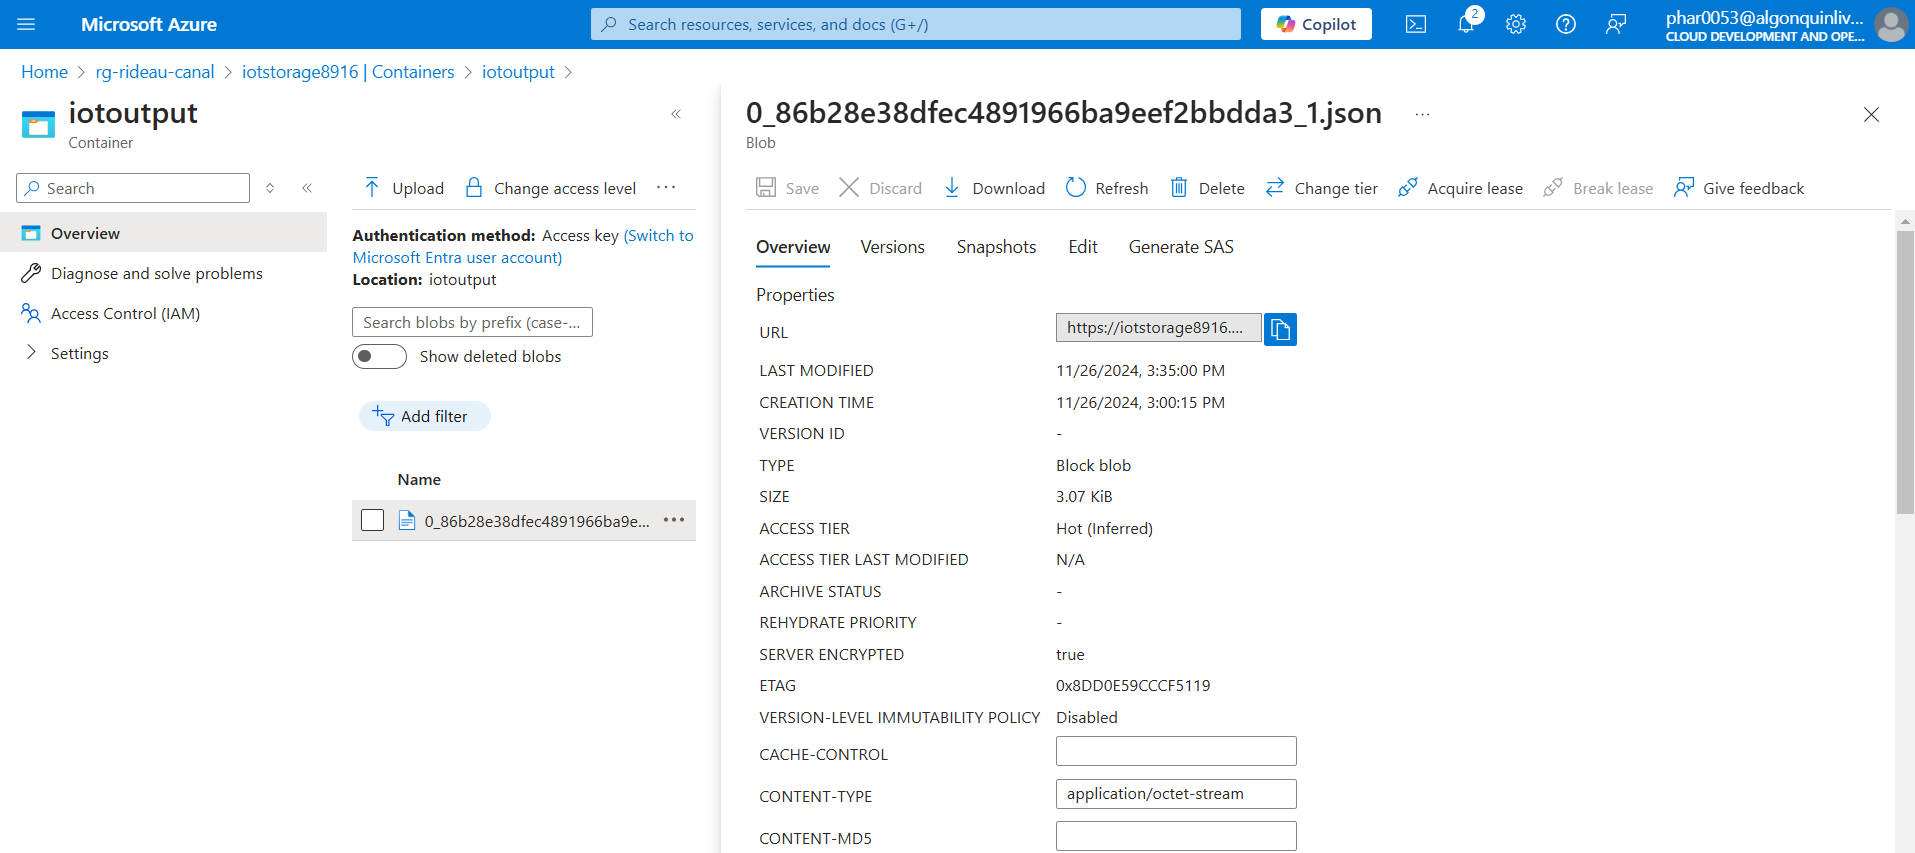 Microsoft Azure
Search resources, services, and docs (G+/)
Copilot
2
phar0053@algonquinliv...
CLOUD DEVELOPMENT AND OPE...
Home > rg-rideau-canal > iotstorage8916 | Containers > iotoutput >
iotoutput
Container
Search
Overview
Diagnose and solve problems
Access Control (IAM)
Settings
Upload
Change access level
Authentication method: Access key (Switch to
Microsoft Entra user account)
Location: iotoutput
Search blobs by prefix (case-...
Show deleted blobs
Add filter
Name
0_86b28e38dfec4891966ba9e...
0_86b28e38dfec4891966ba9eef2bbdda3_1.json
Blob
Save
Discard
Download
Refresh
Delete
Change tier
Acquire lease
Break lease
Give feedback
Overview
Versions
Snapshots
Edit
Generate SAS
Properties
URL https://iotstorage8916....
LAST MODIFIED 11/26/2024, 3:35:00 PM
CREATION TIME 11/26/2024, 3:00:15 PM
VERSION ID -
TYPE Block blob
SIZE 3.07 KiB
ACCESS TIER Hot (Inferred)
ACCESS TIER LAST MODIFIED N/A
ARCHIVE STATUS -
REHYDRATE PRIORITY -
SERVER ENCRYPTED true
ETAG 0x8DD0E59CCCF5119
VERSION-LEVEL IMMUTABILITY POLICY Disabled
CACHE-CONTROL
CONTENT-TYPE application/octet-stream
CONTENT-MD5